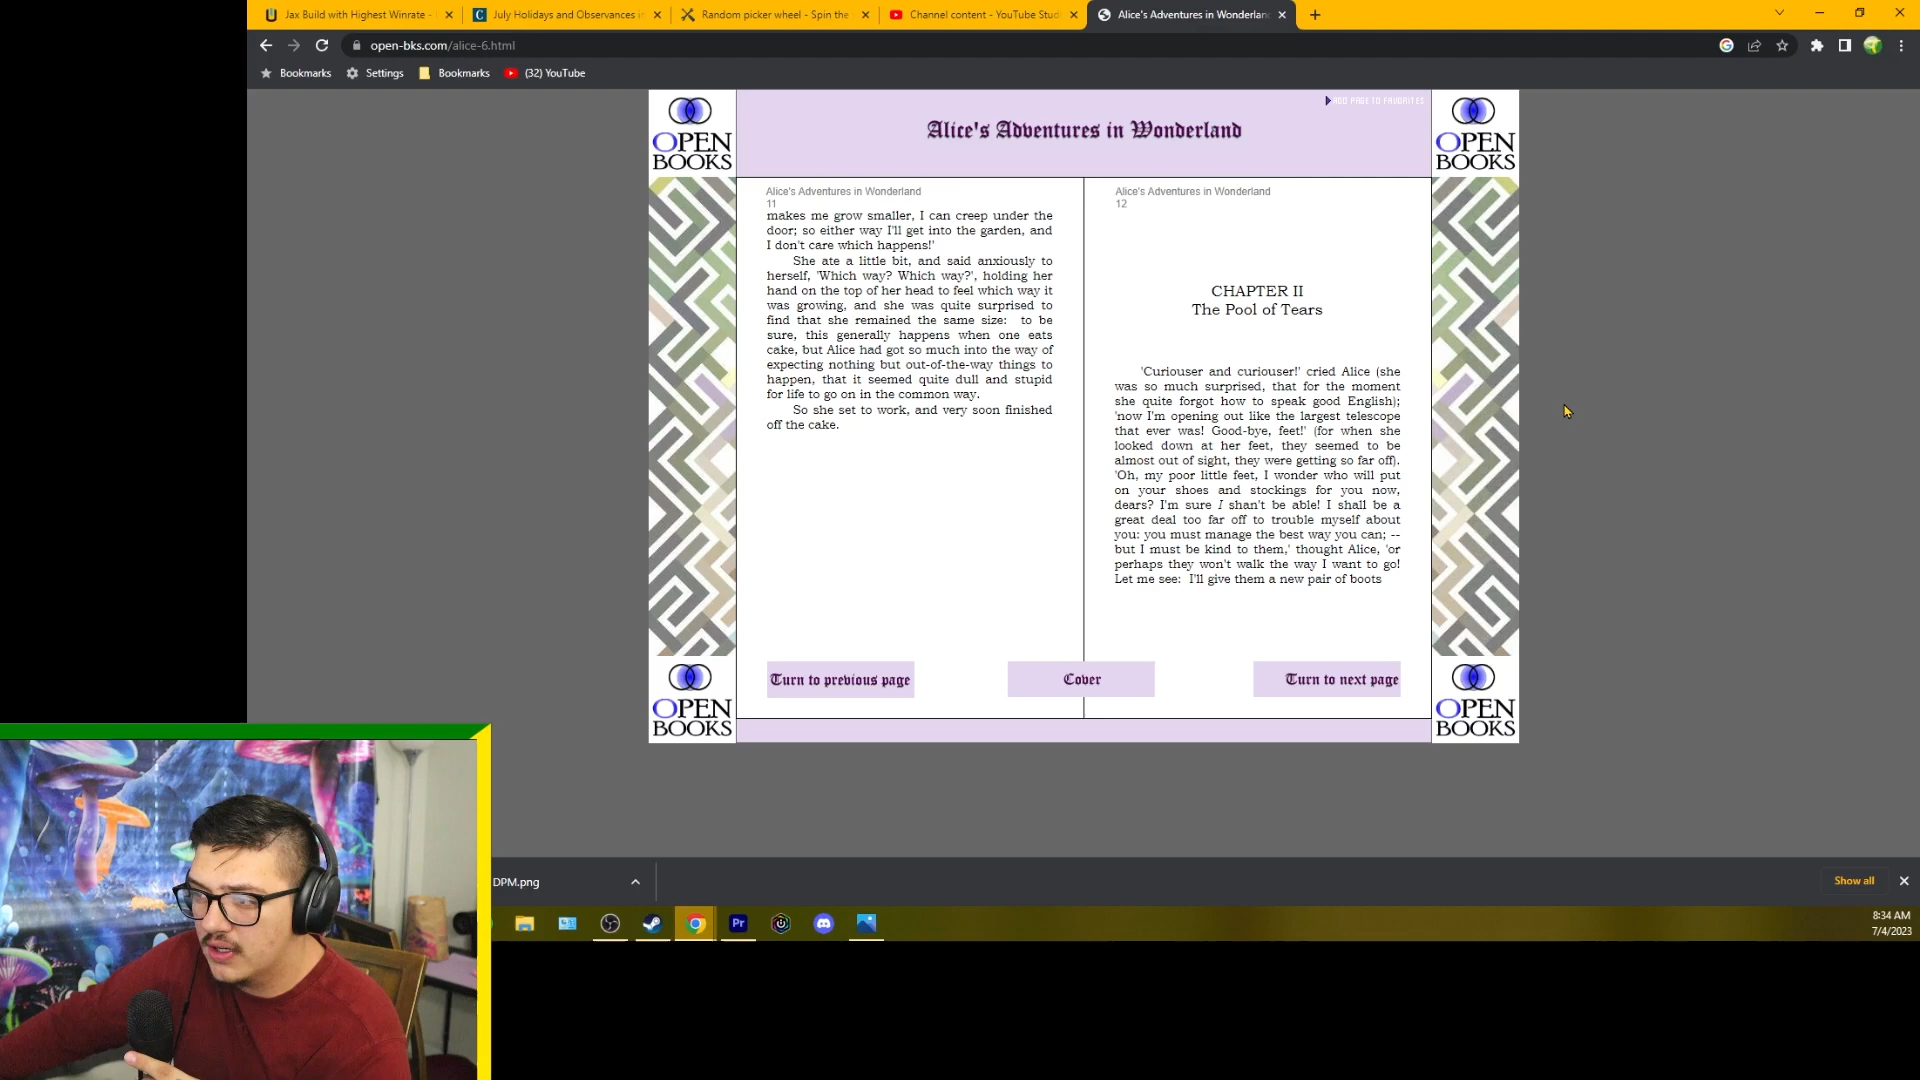 Jax Build with Highest Winrate -
July Holidays and Observances in
Random picker wheel - Spin the
Channel content - YouTube Stud
Alice's Adventures in Wonderlan
open-bks.com/alice-6.html
Bookmarks
Settings
Bookmarks
(32) YouTube
OPEN
BOOKS
ADD PAGE TO FAVORITES
Alice's Adventures in Wonderland
OPEN
BOOKS
Alice's Adventures in Wonderland
11
makes me grow smaller, I can creep under the
door; so either way I'll get into the garden, and
I don't care which happens!'
She ate a little bit, and said anxiously to
herself, 'Which way? Which way?', holding her
hand on the top of her head to feel which way it
was growing, and she was quite surprised to
find that she remained the same size: to be
sure, this generally happens when one eats
cake, but Alice had got so much into the way of
expecting nothing but out-of-the-way things to
happen, that it seemed quite dull and stupid
for life to go on in the common way.
So she set to work, and very soon finished
off the cake.
Alice's Adventures in Wonderland
12
CHAPTER II
The Pool of Tears
'Curiouser and curiouser!' cried Alice (she
was so much surprised, that for the moment
she quite forgot how to speak good English);
'now I'm opening out like the largest telescope
that ever was! Good-bye, feet!' (for when she
looked down at her feet, they seemed to be
almost out of sight, they were getting so far off).
'Oh, my poor little feet, I wonder who will put
on your shoes and stockings for you now,
dears? I'm sure I shan't be able! I shall be a
great deal too far off to trouble myself about
you: you must manage the best way you can; --
but I must be kind to them,' thought Alice, 'or
perhaps they won't walk the way I want to go!
Let me see: I'll give them a new pair of boots
Turn to previous page
Cover
Turn to next page
OPEN
BOOKS
OPEN
BOOKS
DPM.png
Show all
Pr
8:34 AM
7/4/2023